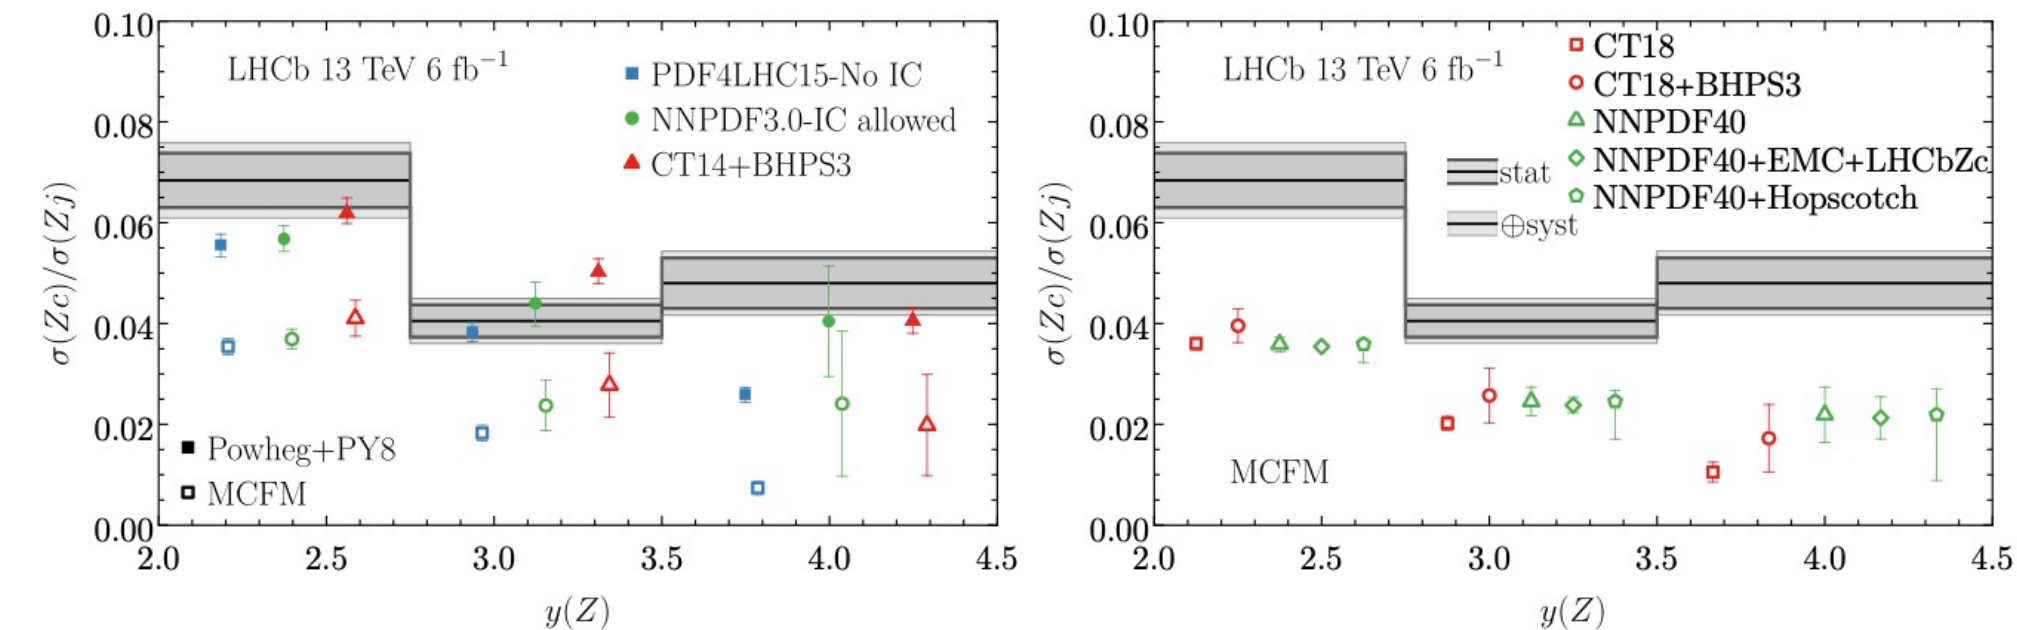 LHCb 13 TeV 6 fb⁻¹
PDF4LHC15-No IC
NNPDF3.0-IC allowed
CT14+BHPS3
Powheg+PY8
MCFM
0.10
0.08
0.06
0.04
0.02
0.00
2.0 2.5 3.0 3.5 4.0 4.5
σ(Zc)/σ(Zj)
y(Z)
LHCb 13 TeV 6 fb⁻¹
CT18
CT18+BHPS3
NNPDF40
NNPDF40+EMC+LHCbZc
NNPDF40+Hopscotch
stat
⊕syst
MCFM
0.10
0.08
0.06
0.04
0.02
0.00
2.0 2.5 3.0 3.5 4.0 4.5
σ(Zc)/σ(Zj)
y(Z)